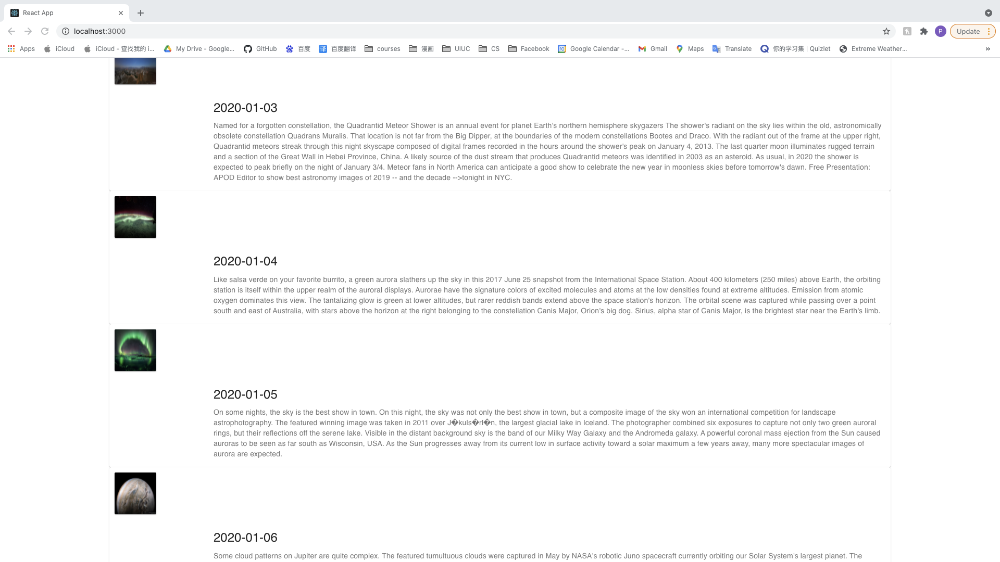 React App
localhost:3000
P
Update
Apps
iCloud
iCloud - 查找我的 i...
My Drive - Google...
GitHub
百度
译
百度翻译
courses
漫画
UIUC
CS
Facebook
10
Google Calendar -...
Gmail
Maps
Translate
你的学习集 | Quizlet
Extreme Weather...
»
2020-01-03
Named for a forgotten constellation, the Quadrantid Meteor Shower is an annual event for planet Earth's northern hemisphere skygazers The shower's radiant on the sky lies within the old, astronomically
obsolete constellation Quadrans Muralis. That location is not far from the Big Dipper, at the boundaries of the modern constellations Bootes and Draco. With the radiant out of the frame at the upper right,
Quadrantid meteors streak through this night skyscape composed of digital frames recorded in the hours around the shower's peak on January 4, 2013. The last quarter moon illuminates rugged terrain
and a section of the Great Wall in Hebei Province, China. A likely source of the dust stream that produces Quadrantid meteors was identified in 2003 as an asteroid. As usual, in 2020 the shower is
expected to peak briefly on the night of January 3/4. Meteor fans in North America can anticipate a good show to celebrate the new year in moonless skies before tomorrow's dawn. Free Presentation:
APOD Editor to show best astronomy images of 2019 -- and the decade -->tonight in NYC.
2020-01-04
Like salsa verde on your favorite burrito, a green aurora slathers up the sky in this 2017 June 25 snapshot from the International Space Station. About 400 kilometers (250 miles) above Earth, the orbiting
station is itself within the upper realm of the auroral displays. Aurorae have the signature colors of excited molecules and atoms at the low densities found at extreme altitudes. Emission from atomic
oxygen dominates this view. The tantalizing glow is green at lower altitudes, but rarer reddish bands extend above the space station's horizon. The orbital scene was captured while passing over a point
south and east of Australia, with stars above the horizon at the right belonging to the constellation Canis Major, Orion's big dog. Sirius, alpha star of Canis Major, is the brightest star near the Earth's limb.
2020-01-05
On some nights, the sky is the best show in town. On this night, the sky was not only the best show in town, but a composite image of the sky won an international competition for landscape
astrophotography. The featured winning image was taken in 2011 over J�kuls�rl�n, the largest glacial lake in Iceland. The photographer combined six exposures to capture not only two green auroral
rings, but their reflections off the serene lake. Visible in the distant background sky is the band of our Milky Way Galaxy and the Andromeda galaxy. A powerful coronal mass ejection from the Sun caused
auroras to be seen as far south as Wisconsin, USA. As the Sun progresses away from its current low in surface activity toward a solar maximum a few years away, many more spectacular images of
aurora are expected.
2020-01-06
Some cloud patterns on Jupiter are quite complex. The featured tumultuous clouds were captured in May by NASA's robotic Juno spacecraft currently orbiting our Solar System's largest planet. The